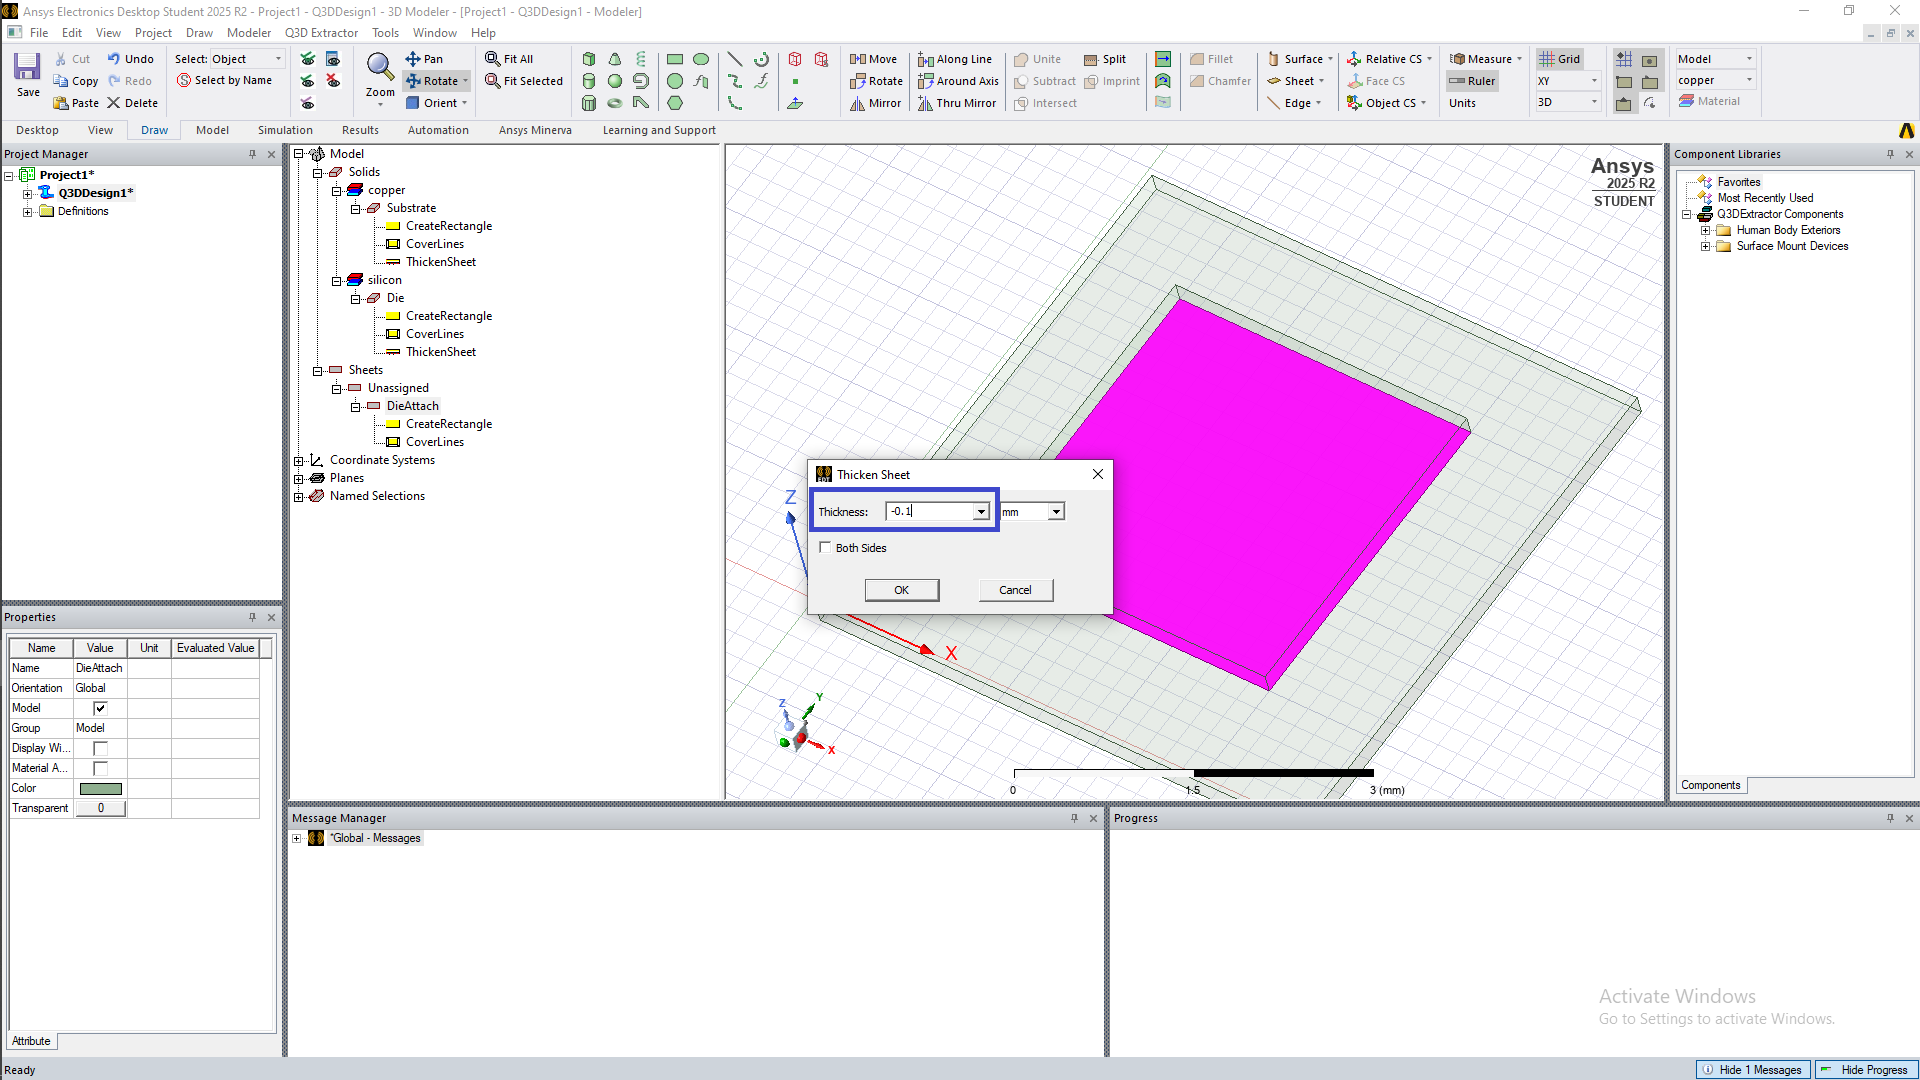 Ansys Electronics Desktop Student 2025 R2 - Project1 - Q3DDesign1 - 3D Modeler - [Project1 - Q3DDesign1 - Modeler]
File Edit View Project Draw Modeler Q3D Extractor Tools Window Help
Save
Cut
Copy
Paste
Undo
Redo
Delete
Select: Object
Select by Name
Zoom
Pan
Rotate
Orient
Fit All
Fit Selected
Move
Rotate
Mirror
Along Line
Around Axis
Thru Mirror
Unite
Subtract
Intersect
Split
Imprint
Fillet
Chamfer
Surface
Sheet
Edge
Relative CS
Face CS
Object CS
Measure
Ruler
Units
Grid
XY
3D
Model
copper
Material
Desktop View Draw Model Simulation Results Automation Ansys Minerva Learning and Support
Project Manager
Project1*
Q3DDesign1*
Definitions
Model
Solids
copper
Substrate
CreateRectangle
CoverLines
ThickenSheet
silicon
Die
CreateRectangle
CoverLines
ThickenSheet
Sheets
Unassigned
DieAttach
CreateRectangle
CoverLines
Coordinate Systems
Planes
Named Selections
Ansys
2025 R2
STUDENT
Z
X
Z
Y
X
0 1.5 3 (mm)
Thicken Sheet
EDT
Thickness: -0.1 mm
Both Sides
OK Cancel
Component Libraries
Favorites
Most Recently Used
Q3DExtractor Components
Human Body Exteriors
Surface Mount Devices
Components
Properties
Name Value Unit Evaluated Value
Name DieAttach
Orientation Global
Model
Group Model
Display Wi...
Material A...
Color
Transparent 0
Attribute
Message Manager
*Global - Messages
Progress
Activate Windows
Go to Settings to activate Windows.
Ready
Hide 1 Messages Hide Progress